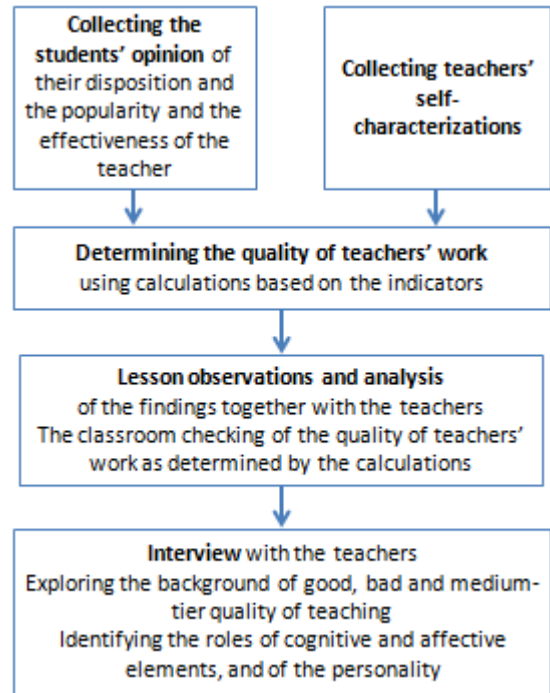 Collecting the
students' opinion of
their disposition and
the popularity and the
effectiveness of the
teacher
Collecting teachers'
self-
characterizations
Determining the quality of teachers' work
using calculations based on the indicators
Lesson observations and analysis
of the findings together with the teachers
The classroom checking of the quality of teachers'
work as determined by the calculations
Interview with the teachers
Exploring the background of good, bad and medium-
tier quality of teaching
Identifying the roles of cognitive and affective
elements, and of the personality